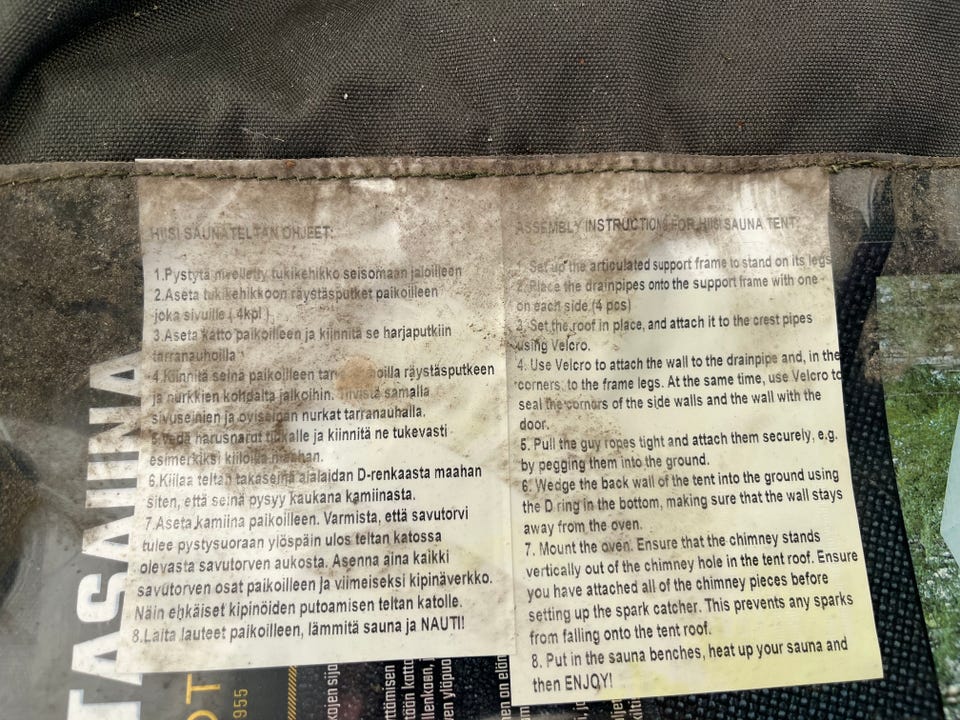 HIISI SAUNATELTAN OHJEET:
1.Pystytä nivelletty tukikehikko seisomaan jaloilleen
2.Aseta tukikehikkoon räystäsputket paikoilleen
joka sivuille ( 4kpl )
3.Aseta katto paikoilleen ja kiinnitä se harjaputkiin
tarranauhoilla
4.Kiinnitä seinä paikoilleen räystäsputkeen
ja nurkkien kohdalta jalkoihin. samalla
sivuseinien ja oviseinän nurkat tarranauhalla.
5.Vedä harusnarut tiukalle ja kiinnitä ne tukevasti
esimerkiksi kiiloilla maahan.
6.Kiilaa teltan takaseinä alalaidan D-renkaasta maahan
siten, että seinä pysyy kaukana kamiinasta.
7.Aseta kamiina paikoilleen. Varmista, että savutorvi
tulee pystysuoraan ylöspäin ulos teltan katossa
olevasta savutorven aukosta. Asenna aina kaikki
savutorven osat paikoilleen ja viimeiseksi kipinäverkko.
Näin ehkäiset kipinöiden putoamisen teltan katolle.
8.Laita lauteet paikoilleen, lämmitä sauna ja NAUTI!
ASSEMBLY INSTRUCTIONS FOR HIISI SAUNA TENT:
1. Set up the articulated support frame to stand on its legs
2. Place the drainpipes onto the support frame with one
on each side (4 pcs)
3. Set the roof in place, and attach it to the crest pipes
using Velcro.
4. Use Velcro to attach the wall to the drainpipe and, in the
corners, to the frame legs. At the same time, use Velcro to
seal the corners of the side walls and the wall with the
door.
5. Pull the guy ropes tight and attach them securely, e.g.
by pegging them into the ground.
6. Wedge the back wall of the tent into the ground using
the D ring in the bottom, making sure that the wall stays
away from the oven.
7. Mount the oven. Ensure that the chimney stands
vertically out of the chimney hole in the tent roof. Ensure
you have attached all of the chimney pieces before
setting up the spark catcher. This prevents any sparks
from falling onto the tent roof.
8. Put in the sauna benches, heat up your sauna and
then ENJOY!
1955